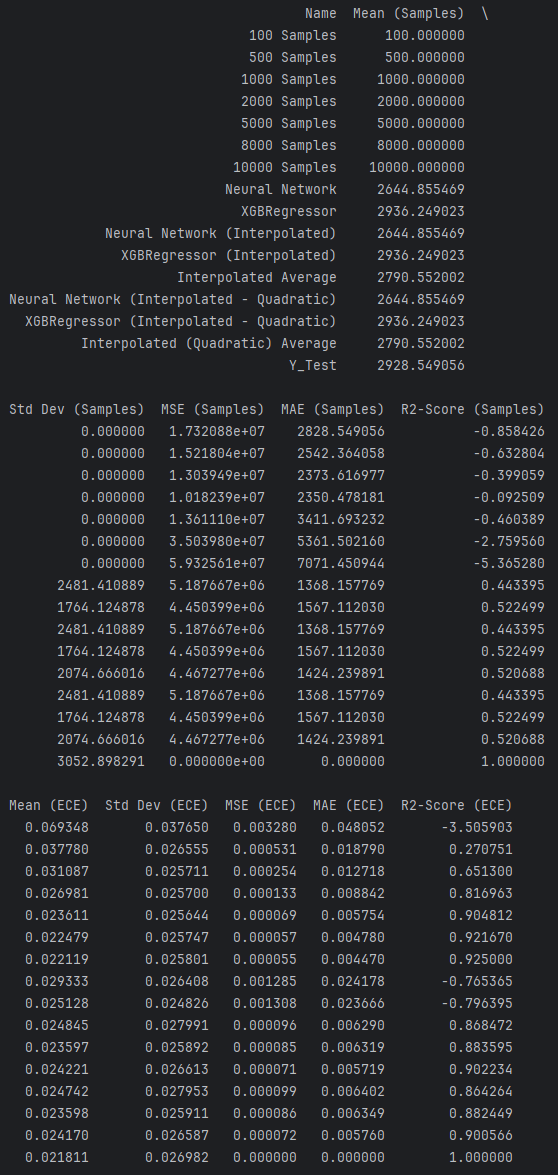 Name Mean (Samples) \
100 Samples 100.000000
500 Samples 500.000000
1000 Samples 1000.000000
2000 Samples 2000.000000
5000 Samples 5000.000000
8000 Samples 8000.000000
10000 Samples 10000.000000
Neural Network 2644.855469
XGBRegressor 2936.249023
Neural Network (Interpolated) 2644.855469
XGBRegressor (Interpolated) 2936.249023
Interpolated Average 2790.552002
Neural Network (Interpolated - Quadratic) 2644.855469
XGBRegressor (Interpolated - Quadratic) 2936.249023
Interpolated (Quadratic) Average 2790.552002
Y_Test 2928.549056
Std Dev (Samples) MSE (Samples) MAE (Samples) R2-Score (Samples)
0.000000 1.732088e+07 2828.549056 -0.858426
0.000000 1.521804e+07 2542.364058 -0.632804
0.000000 1.303949e+07 2373.616977 -0.399059
0.000000 1.018239e+07 2350.478181 -0.092509
0.000000 1.361110e+07 3411.693232 -0.460389
0.000000 3.503980e+07 5361.502160 -2.759560
0.000000 5.932561e+07 7071.450944 -5.365280
2481.410889 5.187667e+06 1368.157769 0.443395
1764.124878 4.450399e+06 1567.112030 0.522499
2481.410889 5.187667e+06 1368.157769 0.443395
1764.124878 4.450399e+06 1567.112030 0.522499
2074.666016 4.467277e+06 1424.239891 0.520688
2481.410889 5.187667e+06 1368.157769 0.443395
1764.124878 4.450399e+06 1567.112030 0.522499
2074.666016 4.467277e+06 1424.239891 0.520688
3052.898291 0.000000e+00 0.000000 1.000000
Mean (ECE) Std Dev (ECE) MSE (ECE) MAE (ECE) R2-Score (ECE)
0.069348 0.037650 0.003280 0.048052 -3.505903
0.037780 0.026555 0.000531 0.018790 0.270751
0.031087 0.025711 0.000254 0.012718 0.651300
0.026981 0.025700 0.000133 0.008842 0.816963
0.023611 0.025644 0.000069 0.005754 0.904812
0.022479 0.025747 0.000057 0.004780 0.921670
0.022119 0.025801 0.000055 0.004470 0.925000
0.029333 0.026408 0.001285 0.024178 -0.765365
0.025128 0.024826 0.001308 0.023666 -0.796395
0.024845 0.027991 0.000096 0.006290 0.868472
0.023597 0.025892 0.000085 0.006319 0.883595
0.024221 0.026613 0.000071 0.005719 0.902234
0.024742 0.027953 0.000099 0.006402 0.864264
0.023598 0.025911 0.000086 0.006349 0.882449
0.024170 0.026587 0.000072 0.005760 0.900566
0.021811 0.026982 0.000000 0.000000 1.000000